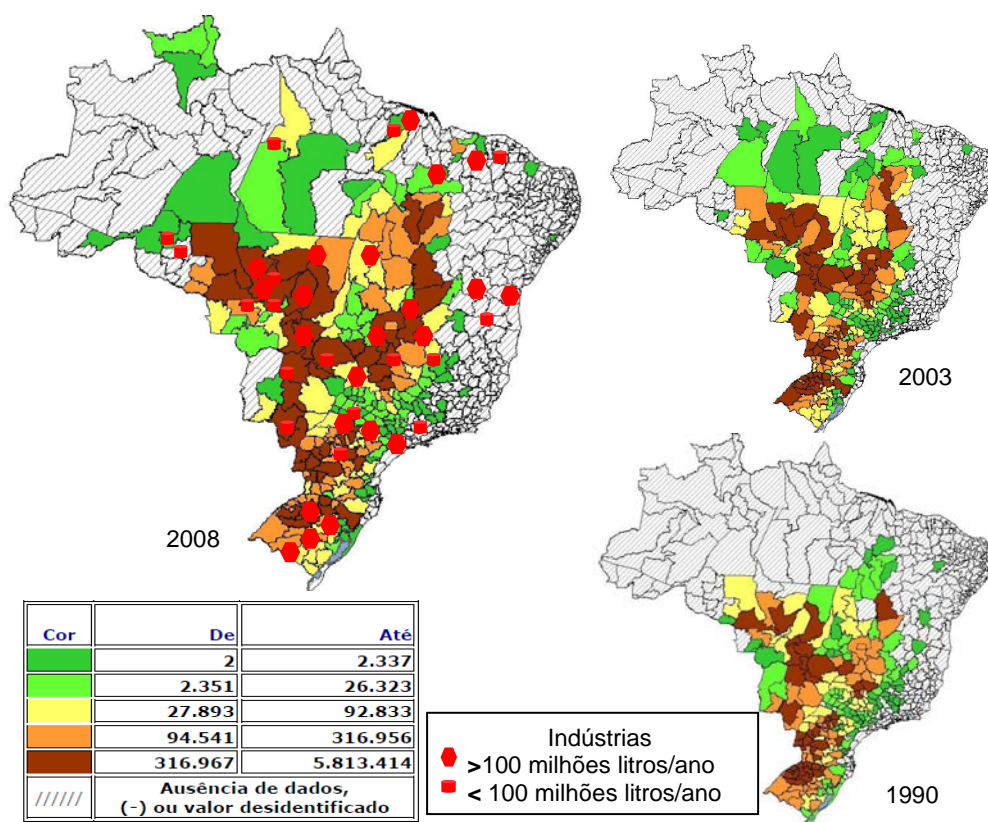 2003
2008
Cor De Até
2 2.337
2.351 26.323
27.893 92.833
94.541 316.956
316.967 5.813.414
////// Ausência de dados,
(-) ou valor desidentificado
Indústrias
>100 milhões litros/ano
< 100 milhões litros/ano
1990